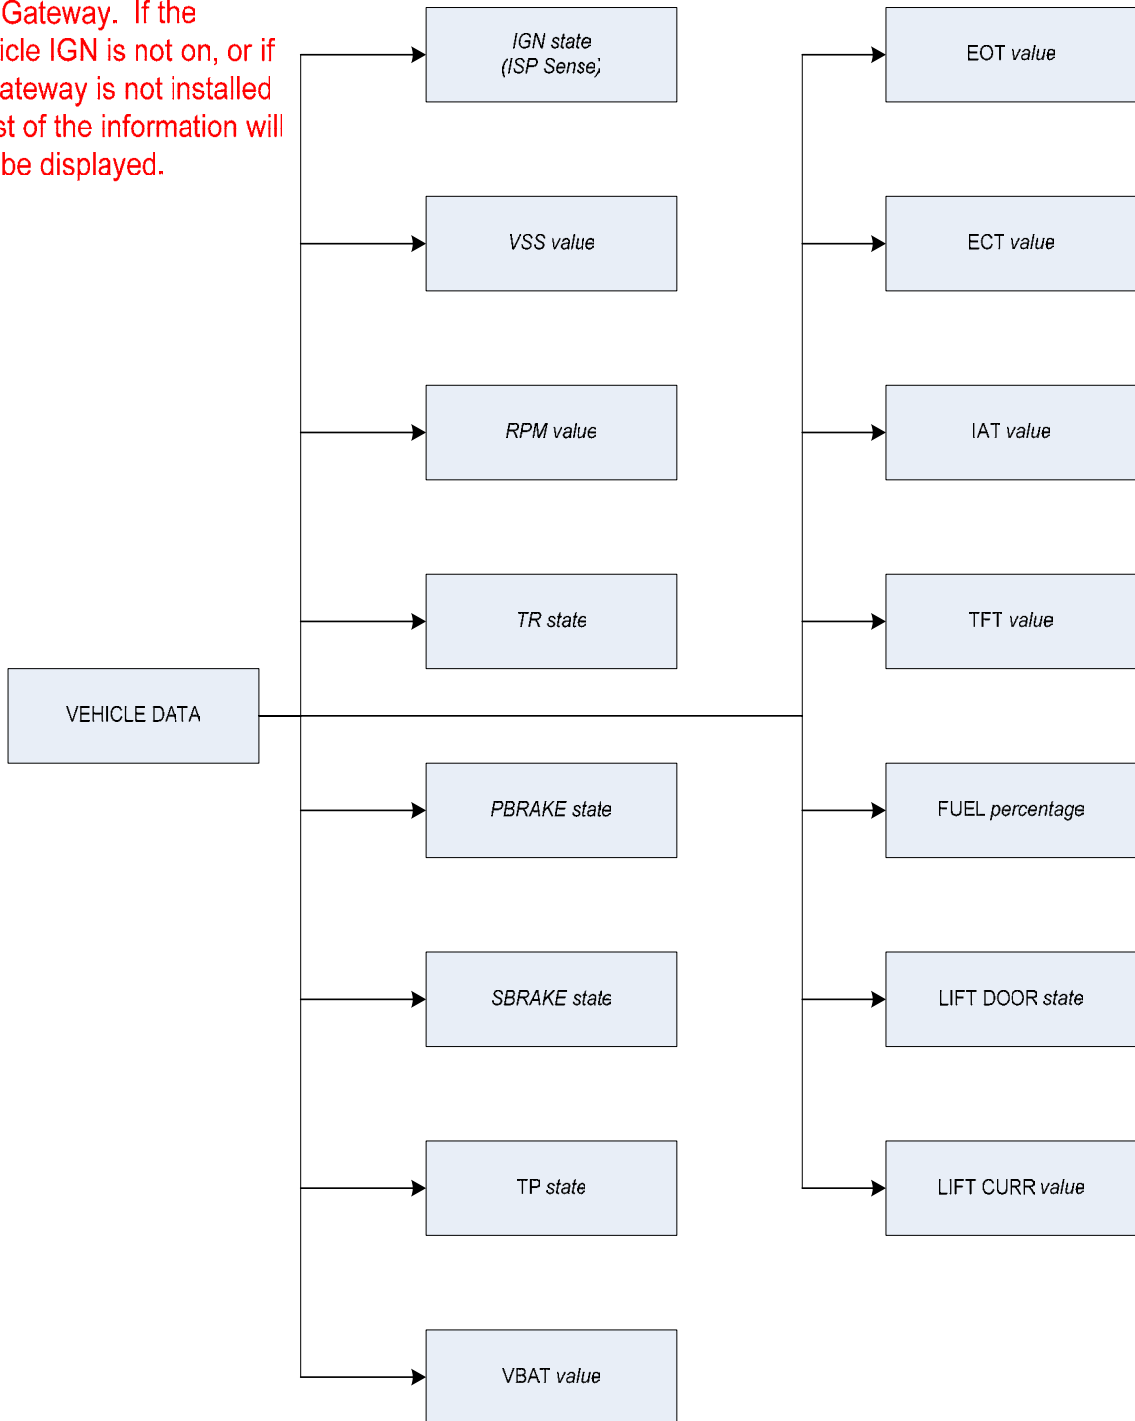 Gateway. If the
icle IGN is not on, or if
ateway is not installed
st of the information will
be displayed.
IGN state
(ISP Sense)
EOT value
VSS value
ECT value
RPM value
IAT value
TR state
TFT value
VEHICLE DATA
PBRAKE state
FUEL percentage
SBRAKE state
LIFT DOOR state
TP state
LIFT CURR value
VBAT value